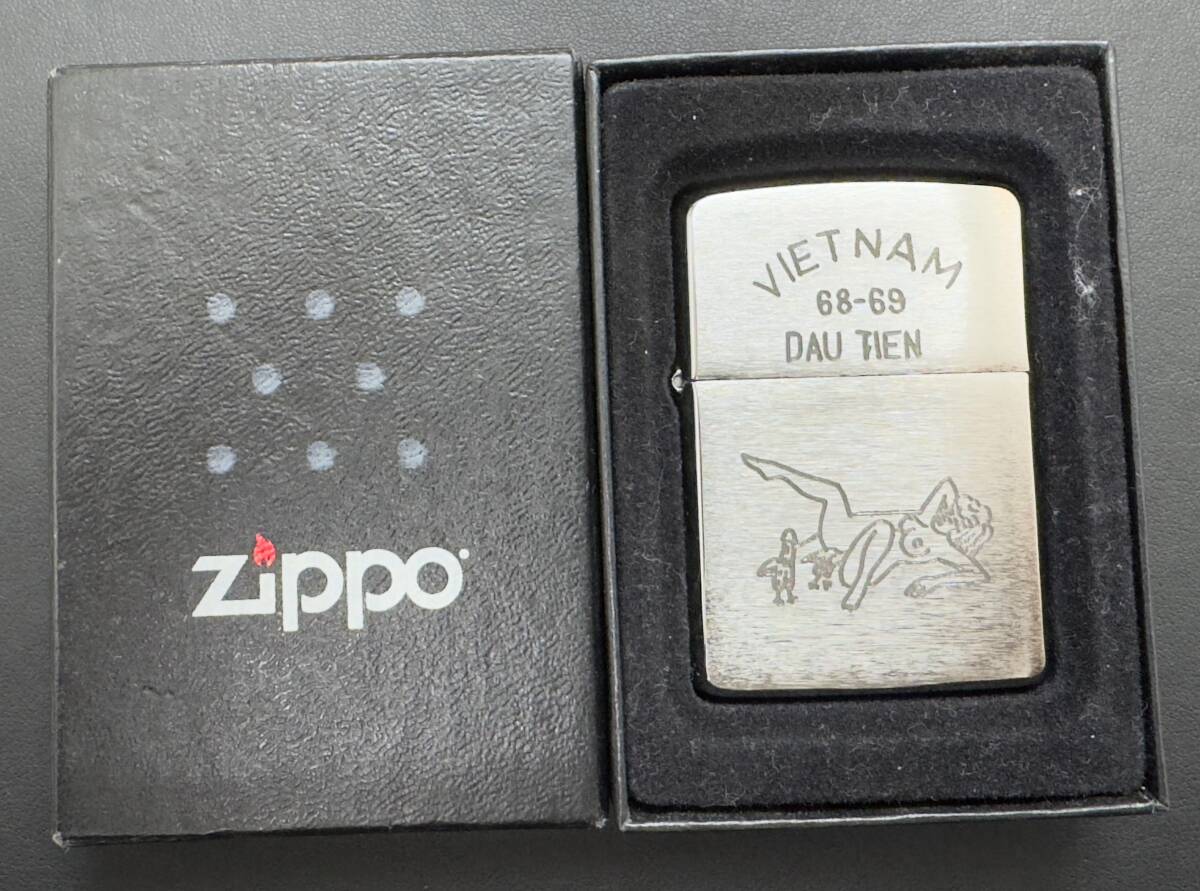 zippo
VIETNAM
68-69
DAU TIEN